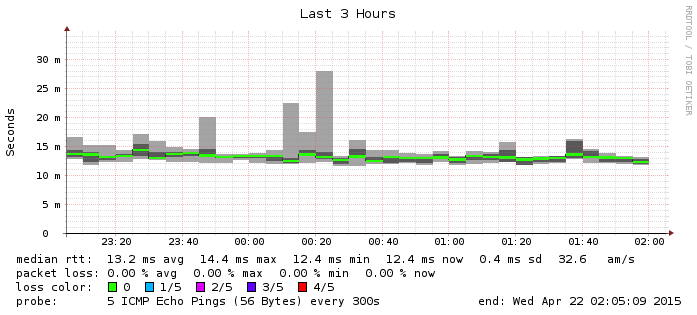 Last 3 Hours
RRDTOOL / TOBI OETIKER
Seconds
30 m
25 m
20 m
15 m
10 m
5 m
0
23:20 23:40 00:00 00:20 00:40 01:00 01:20 01:40 02:00
median rtt: 13.2 ms avg 14.4 ms max 12.4 ms min 12.4 ms now 0.4 ms sd 32.6 am/s
packet loss: 0.00 % avg 0.00 % max 0.00 % min 0.00 % now
loss color: 0 1/5 2/5 3/5 4/5
probe: 5 ICMP Echo Pings (56 Bytes) every 300s end: Wed Apr 22 02:05:09 2015